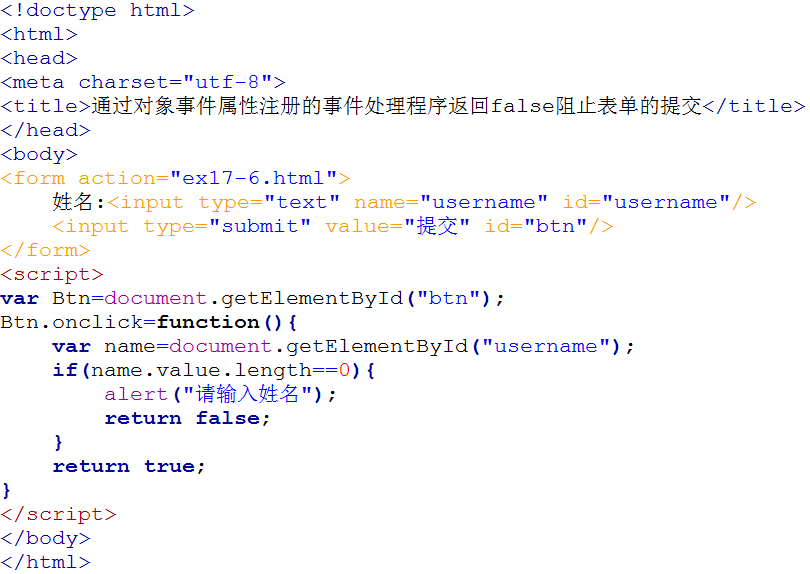 <!doctype html>
<html>
<head>
<meta charset="utf-8">
<title>通过对象事件属性注册的事件处理程序返回false阻止表单的提交</title>
</head>
<body>
<form action="ex17-6.html">
    姓名:<input type="text" name="username" id="username"/>
    <input type="submit" value="提交" id="btn"/>
</form>
<script>
var Btn=document.getElementById("btn");
Btn.onclick=function(){
    var name=document.getElementById("username");
    if(name.value.length==0){
        alert("请输入姓名");
        return false;
    }
    return true;
}
</script>
</body>
</html>